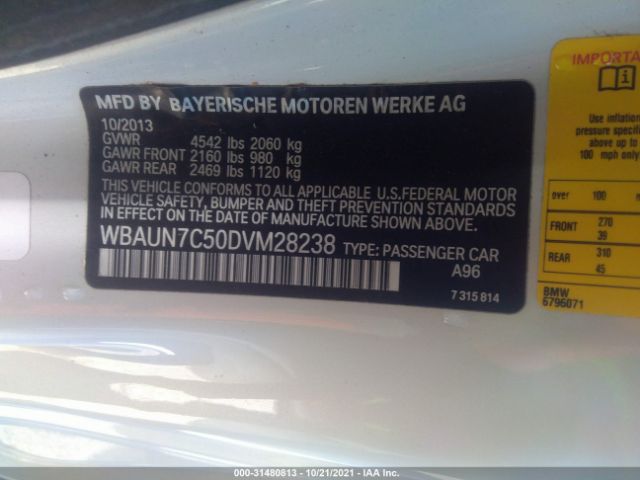 MFD BY BAYERISCHE MOTOREN WERKE AG
10/2013
GVWR 4542 lbs 2060 kg
GAWR FRONT 2160 lbs 980 kg
GAWR REAR 2469 lbs 1120 kg
THIS VEHICLE CONFORMS TO ALL APPLICABLE U.S.FEDERAL MOTOR
VEHICLE SAFETY, BUMPER, AND THEFT PREVENTION STANDARDS
IN EFFECT ON THE DATE OF MANUFACTURE SHOWN ABOVE.
WBAUN7C50DVM28238 TYPE: PASSENGER CAR
A96
7 315 814
IMPORTA
Use inflation
pressure specifie
100 mph only
over 100 m
FRONT 270
39
REAR 310
45
BMW
6796071
000-31480813 - 10/21/2021 - IAA Inc.